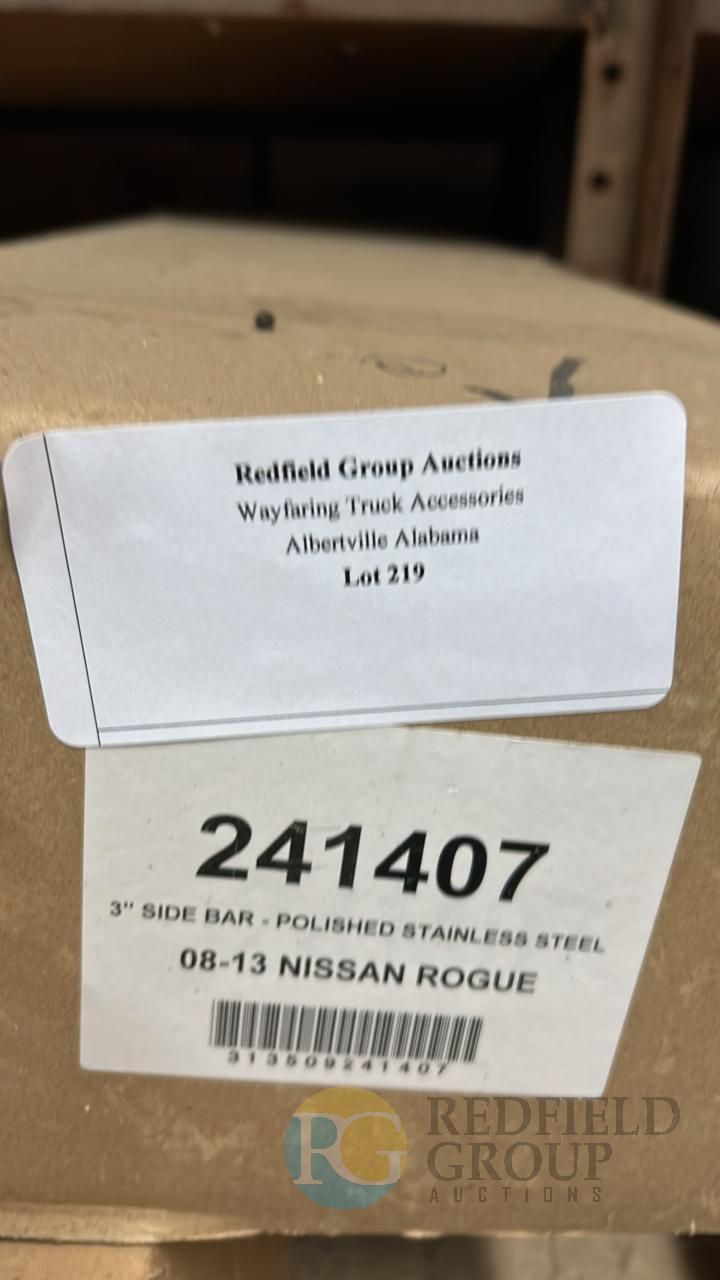 Redfield Group Auctions
Wayfaring Truck Accessories
Albertville Alabama
Lot 219
241407
3" SIDE BAR - POLISHED STAINLESS STEEL
08-13 NISSAN ROGUE
313509241407
RG
REDFIELD
GROUP
AUCTIONS